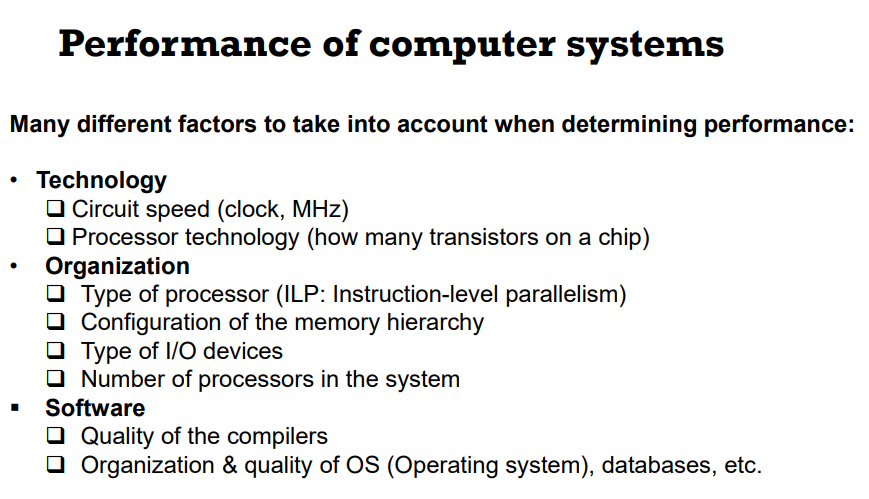 Performance of computer systems
Many different factors to take into account when determining performance:
• Technology
❑ Circuit speed (clock, MHz)
❑ Processor technology (how many transistors on a chip)
• Organization
❑ Type of processor (ILP: Instruction-level parallelism)
❑ Configuration of the memory hierarchy
❑ Type of I/O devices
❑ Number of processors in the system
▪ Software
❑ Quality of the compilers
❑ Organization & quality of OS (Operating system), databases, etc.